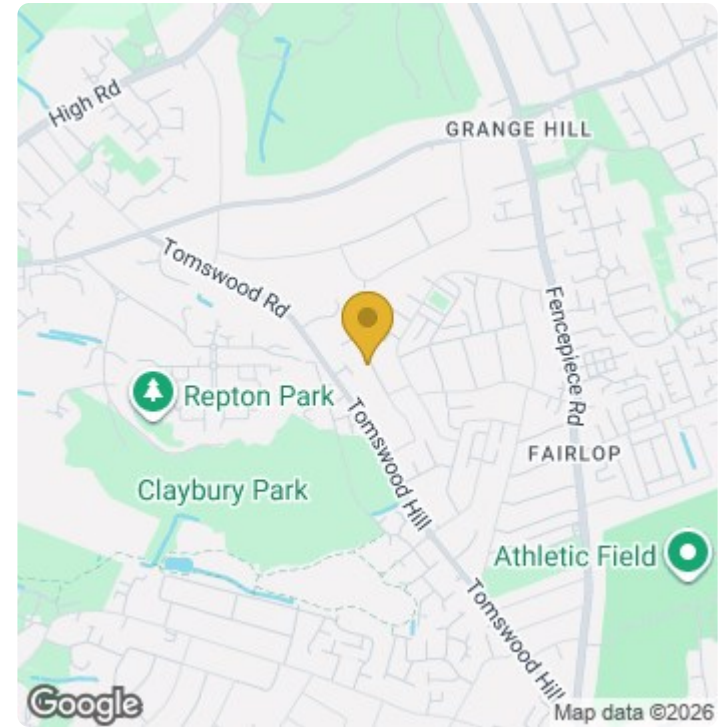 High Rd
GRANGE HILL
Tomswood Rd
Fencepiece Rd
Repton Park
Tomswood Hill
FAIRLOP
Claybury Park
Athletic Field
Tomswood Hill
Google
Map data ©2026